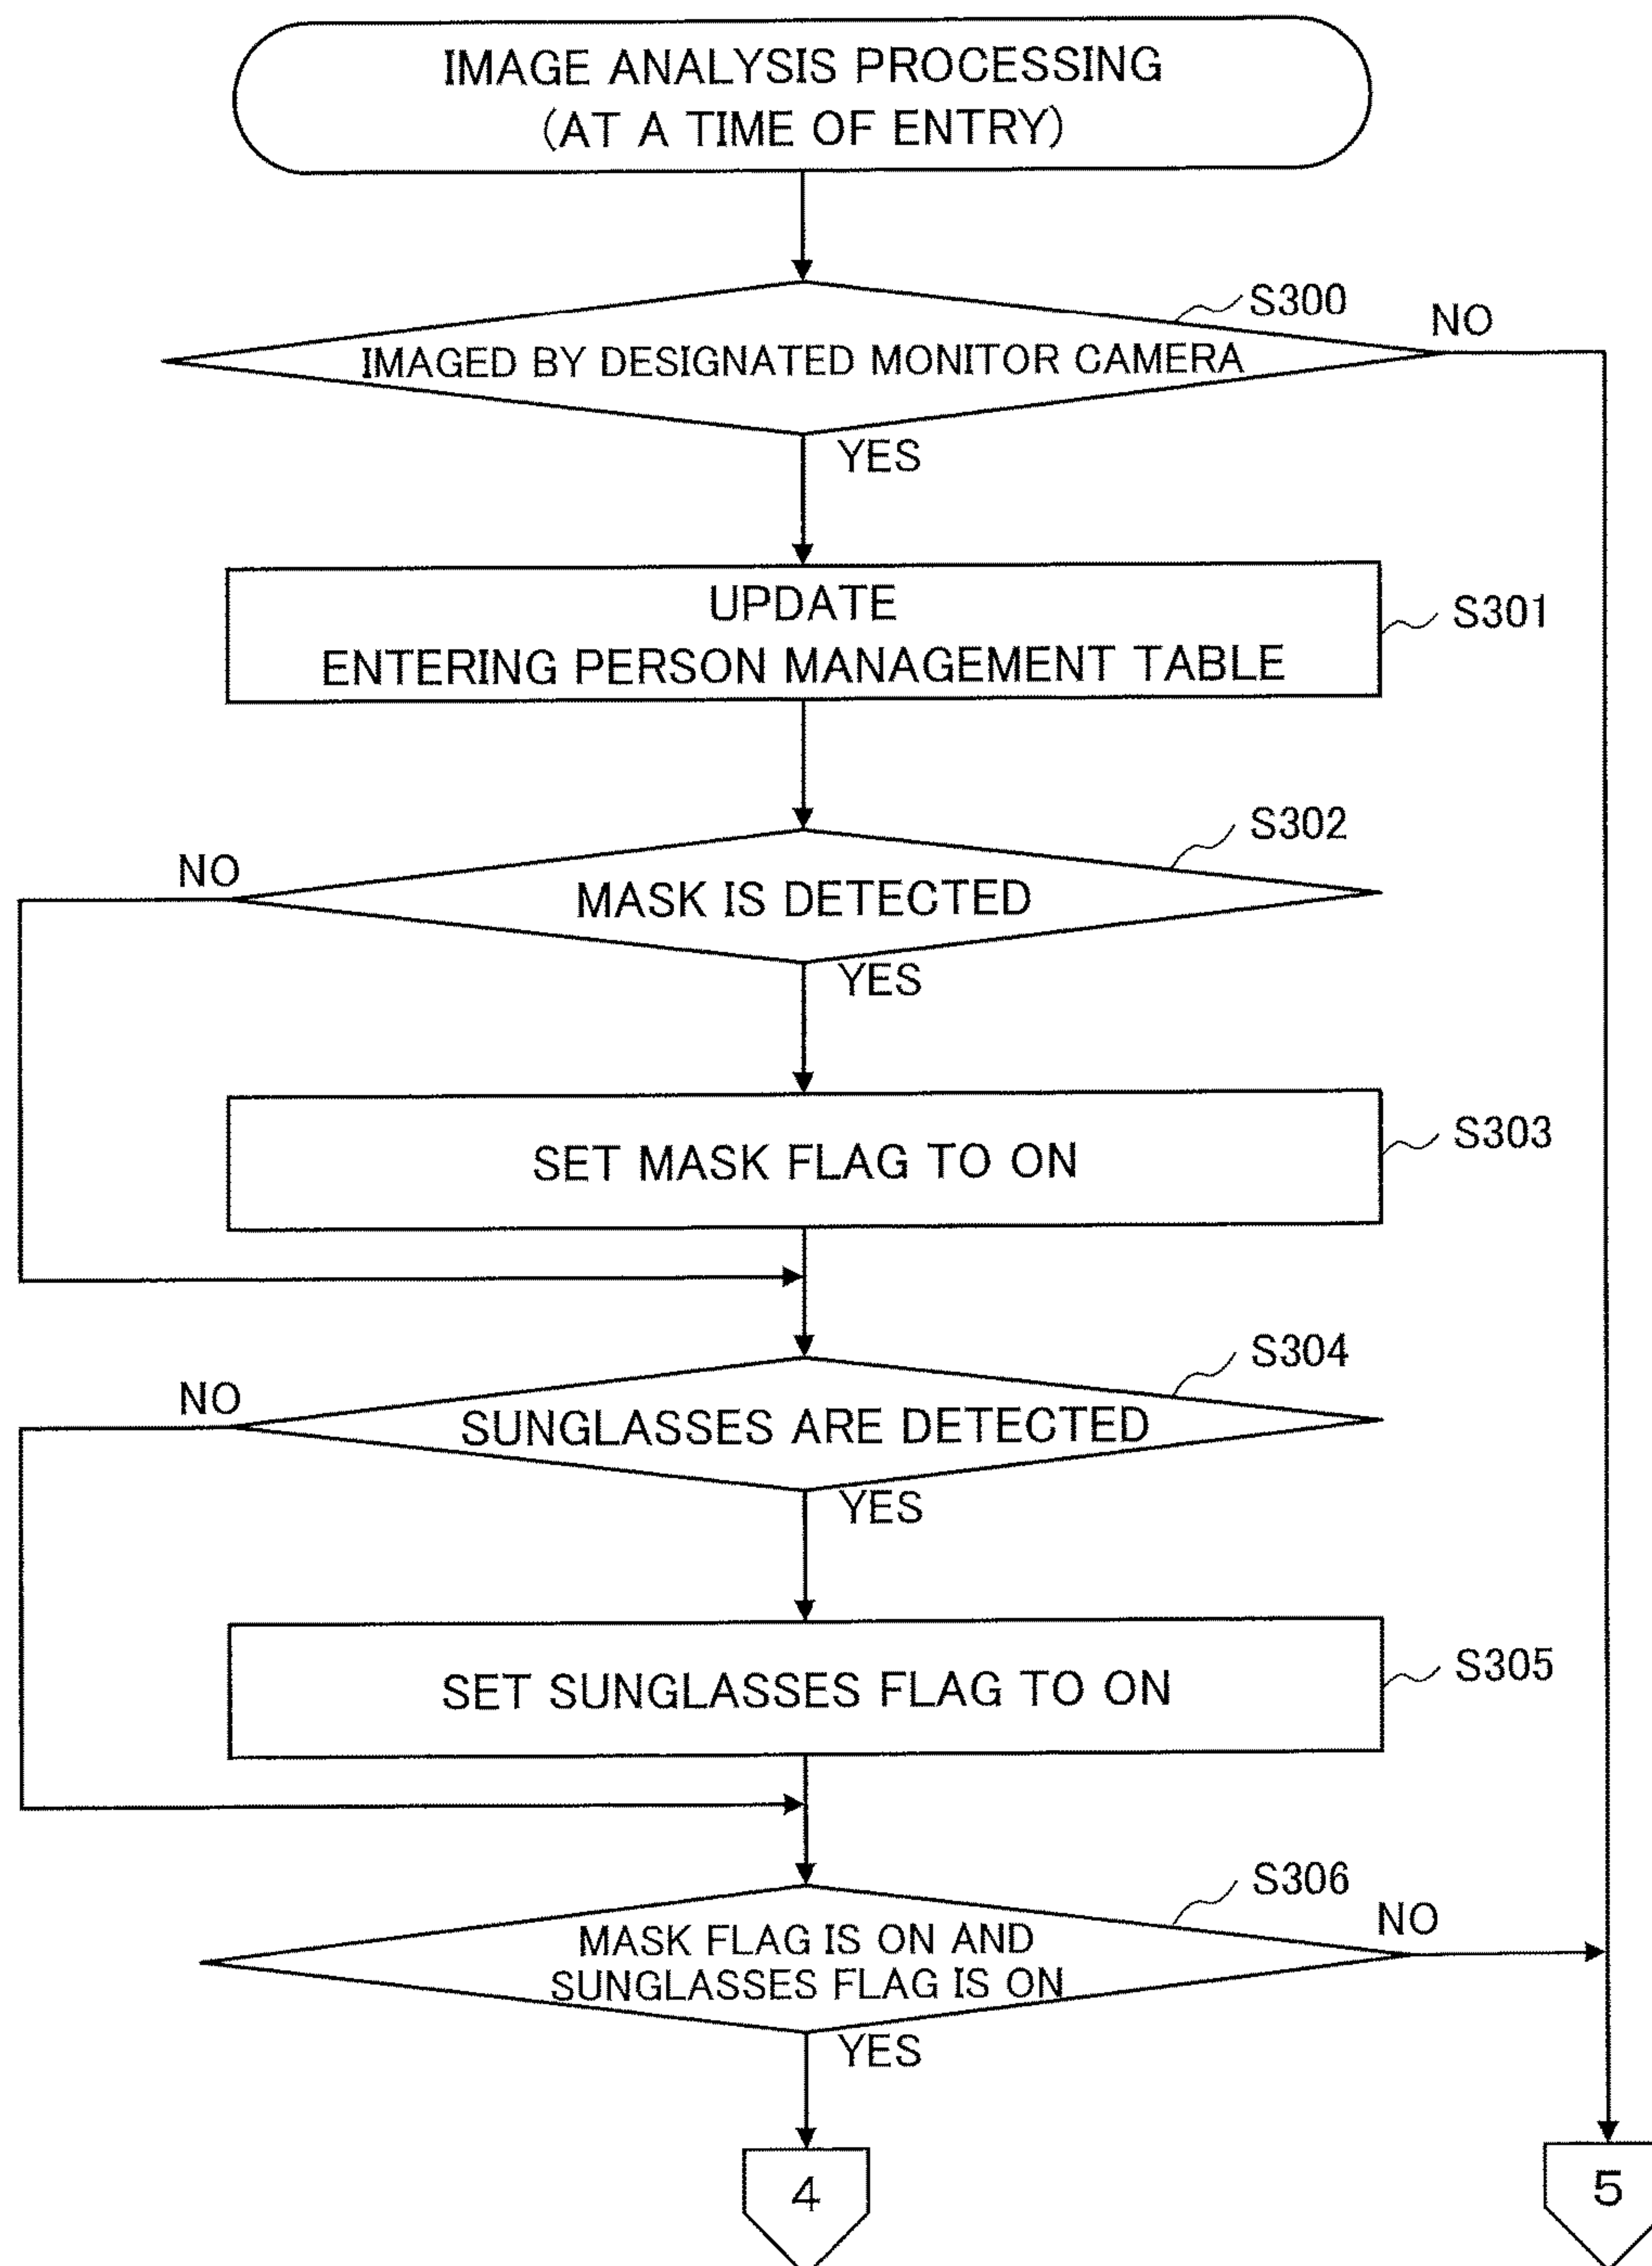 IMAGE ANALYSIS PROCESSING
(AT A TIME OF ENTRY)
S300
NO
IMAGED BY DESIGNATED MONITOR CAMERA
YES
UPDATE
S301
ENTERING PERSON MANAGEMENT TABLE
S302
NO
MASK IS DETECTED
YES
SET MASK FLAG TO ON
S303
S304
NO
SUNGLASSES ARE DETECTED
YES
SET SUNGLASSES FLAG TO ON
S305
S306
NO
MASK FLAG IS ON AND
SUNGLASSES FLAG IS ON
YES
4
5